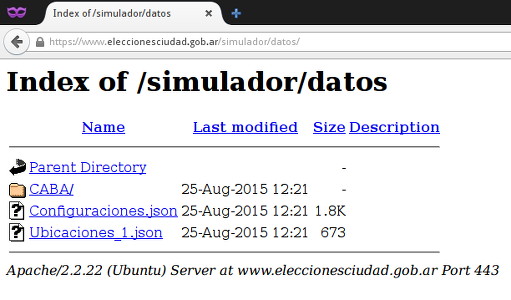 Index of /simulador/datos
https://www.eleccionesciudad.gob.ar/simulador/datos/
Index of /simulador/datos
Name Last modified Size Description
Parent Directory -
CABA/ 25-Aug-2015 12:21 -
Configuraciones.json 25-Aug-2015 12:21 1.8K
Ubicaciones_1.json 25-Aug-2015 12:21 673
Apache/2.2.22 (Ubuntu) Server at www.eleccionesciudad.gob.ar Port 443